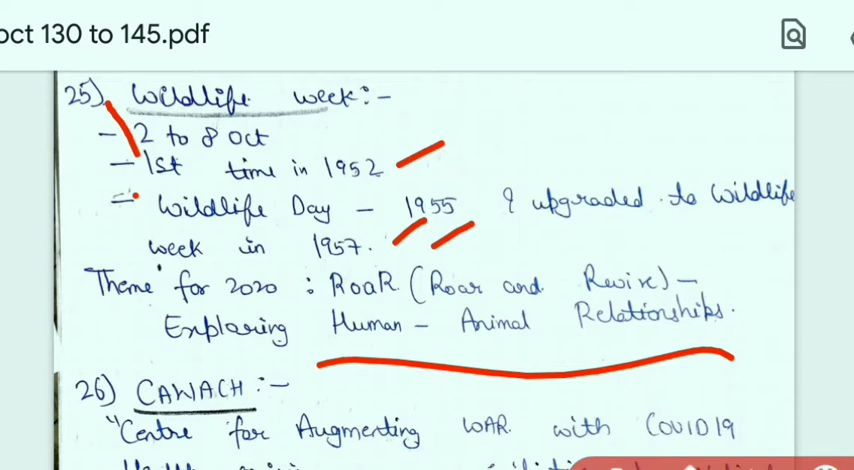 oct 130 to 145.pdf
25) Wildlife week:-
- 2 to 8 Oct
- 1st time in 1952
- Wildlife Day - 1955 & upgraded to Wildlife
week in 1957.
Theme for 2020 : RoaR (Roar and Revive) -
Exploring Human - Animal Relationships.
26) CAWACH :-
"Centre for Augmenting WAR with COVID19